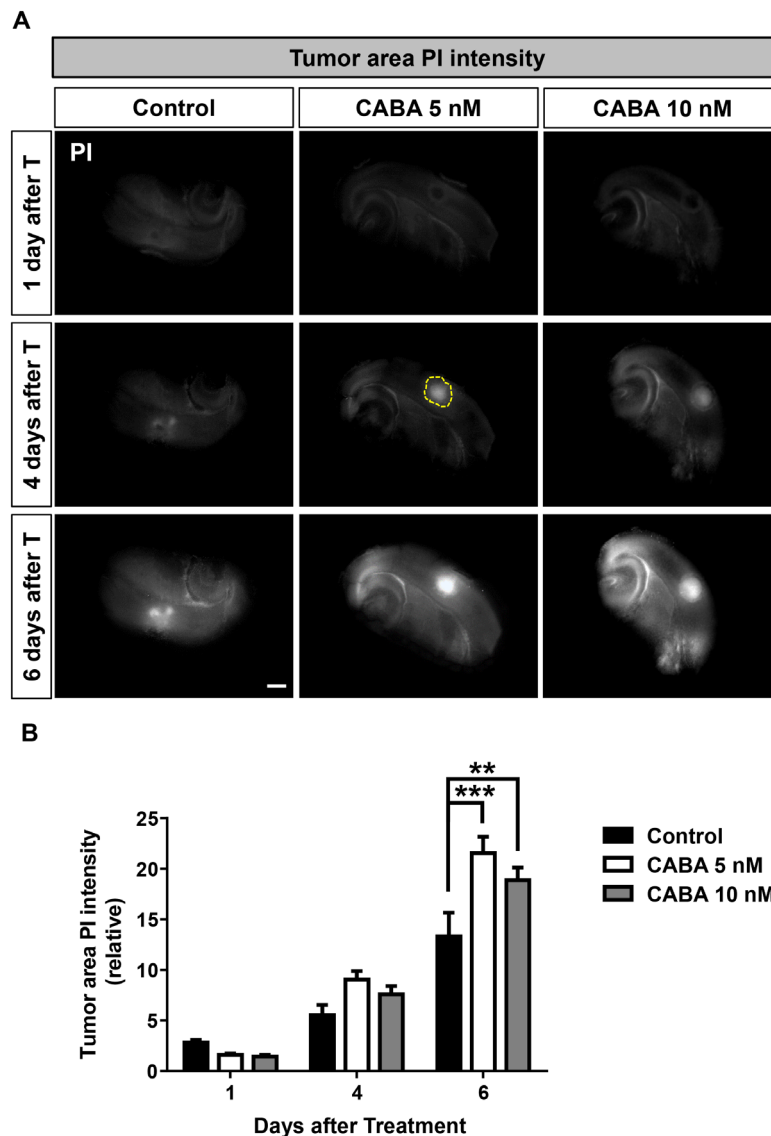 A
Tumor area PI intensity
Control
CABA 5 nM
CABA 10 nM
PI
1 day after T
4 days after T
6 days after T
B
**
***
25
20
15
10
5
0
Tumor area PI intensity
(relative)
1
4
6
Days after Treatment
Control
CABA 5 nM
CABA 10 nM